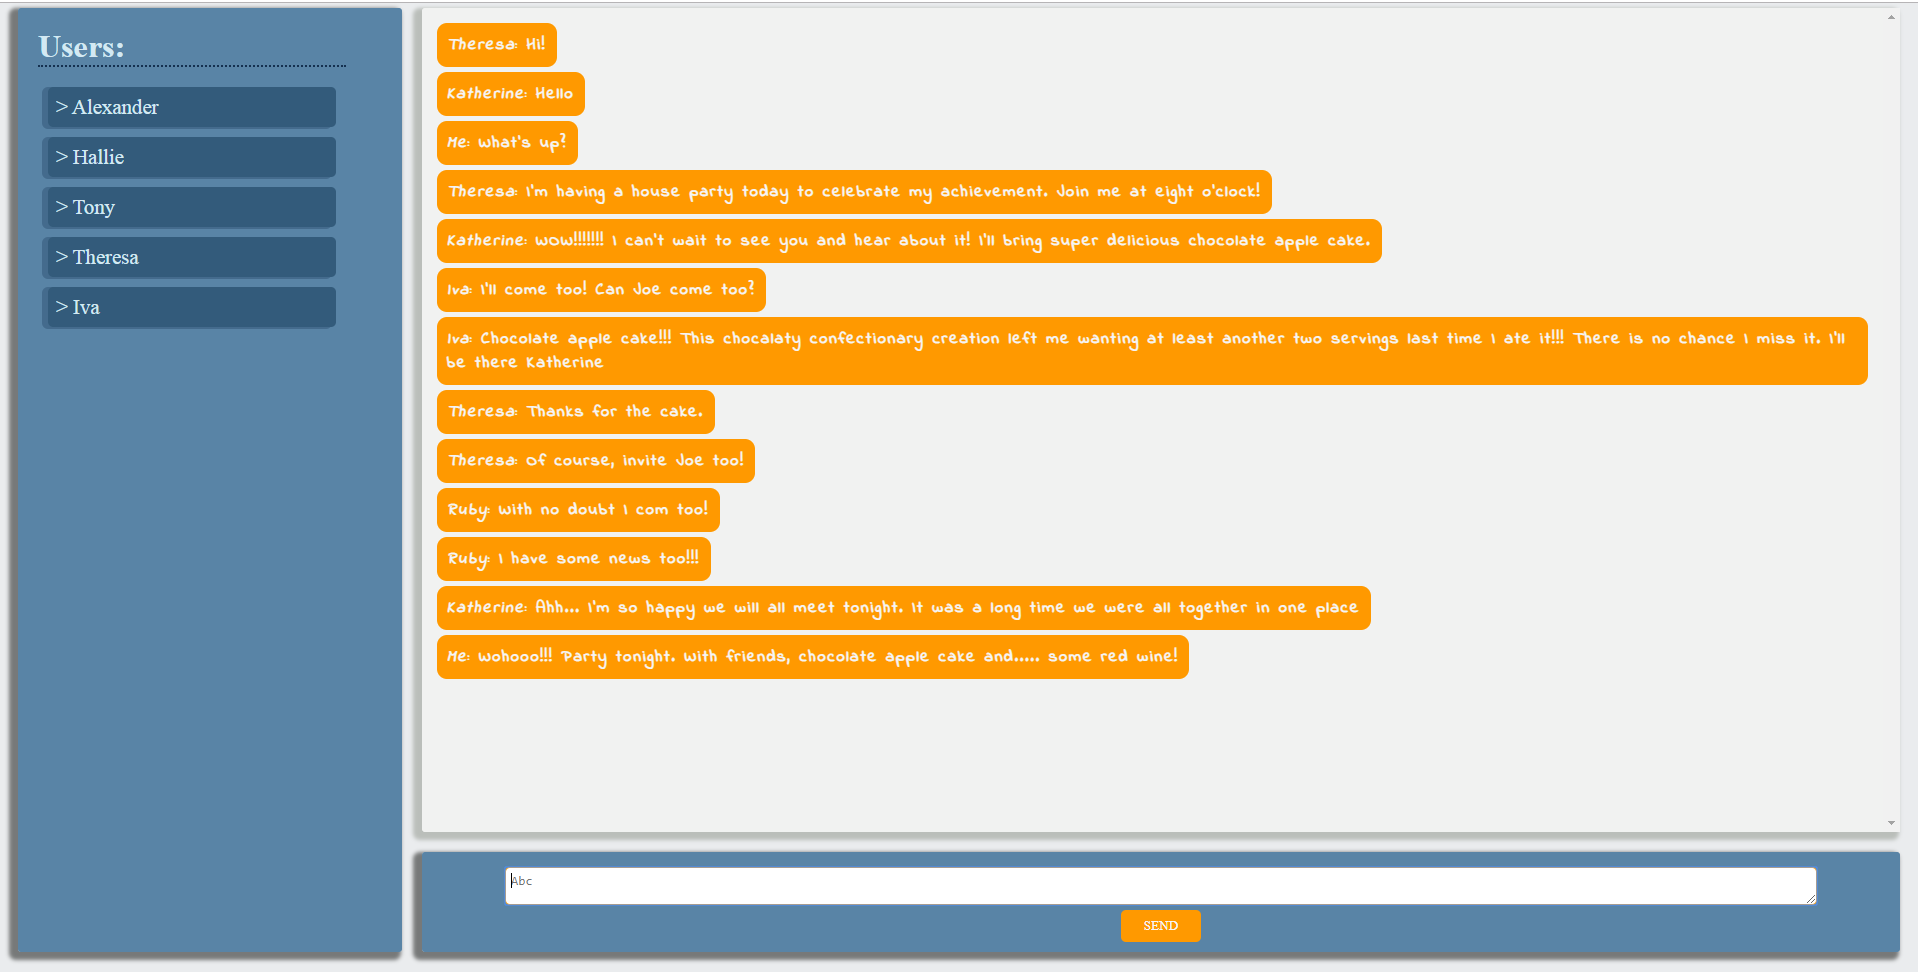 Users:
> Alexander
> Hallie
> Tony
> Theresa
> Iva
Theresa: Hi!
Katherine: Hello
Me: What's up?
Theresa: I'm having a house party today to celebrate my achievement. Join me at eight o'clock!
Katherine: WOW!!!!!!! I can't wait to see you and hear about it! I'll bring super delicious chocolate apple cake.
Iva: I'll come too! Can Joe come too?
Iva: Chocolate apple cake!!! This chocalaty confectionary creation left me wanting at least another two servings last time I ate it!!! There is no chance I miss it. I'll
be there Katherine
Theresa: Thanks for the cake.
Theresa: Of course, invite Joe too!
Ruby: With no doubt I com too!
Ruby: I have some news too!!!
Katherine: Ahh... I'm so happy we will all meet tonight. It was a long time we were all together in one place
Me: Wohooo!!! Party tonight. With friends, chocolate apple cake and..... some red wine!
Abc
SEND